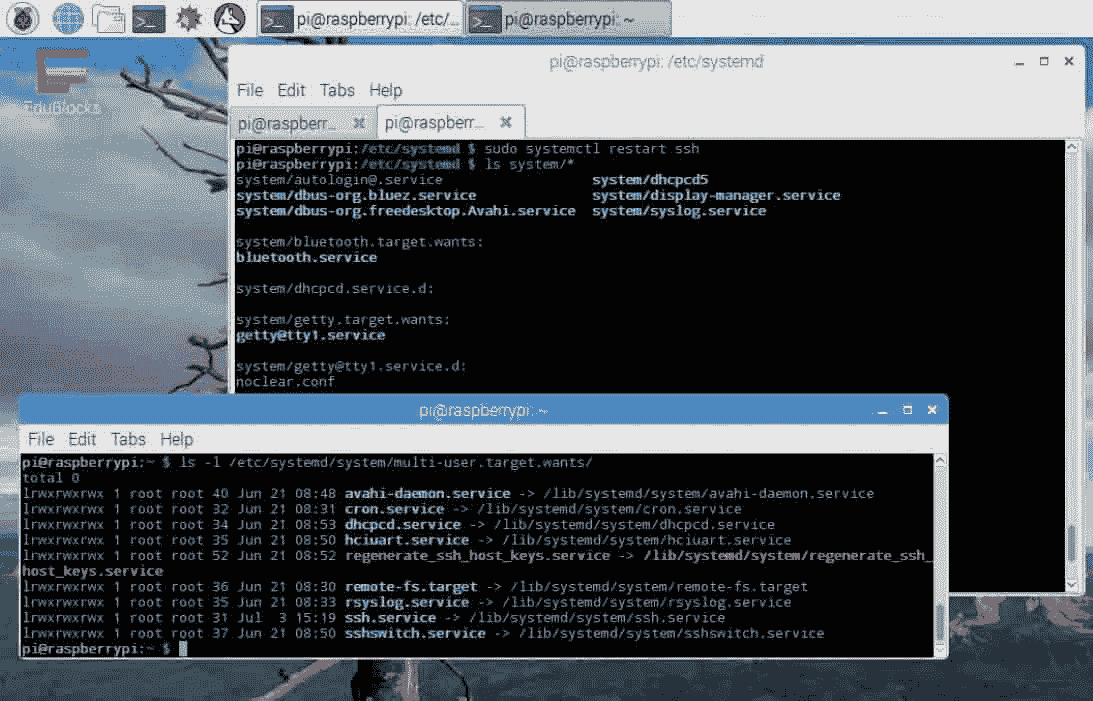 pi@raspberrypi: /etc/...
pi@raspberrypi: ~
EduBlocks
pi@raspberrypi: /etc/systemd
File Edit Tabs Help
pi@raspberr...
pi@raspberr...
pi@raspberrypi:/etc/systemd $ sudo systemctl restart ssh
pi@raspberrypi:/etc/systemd $ ls system/*
system/autologin@.service system/dhcpcd5
system/dbus-org.bluez.service system/display-manager.service
system/dbus-org.freedesktop.Avahi.service system/syslog.service
system/bluetooth.target.wants:
bluetooth.service
system/dhcpcd.service.d:
system/getty.target.wants:
getty@tty1.service
system/getty@tty1.service.d:
noclear.conf
pi@raspberrypi: ~
File Edit Tabs Help
pi@raspberrypi:~ $ ls -l /etc/systemd/system/multi-user.target.wants/
total 0
lrwxrwxrwx 1 root root 40 Jun 21 08:48 avahi-daemon.service -> /lib/systemd/system/avahi-daemon.service
lrwxrwxrwx 1 root root 32 Jun 21 08:31 cron.service -> /lib/systemd/system/cron.service
lrwxrwxrwx 1 root root 34 Jun 21 08:53 dhcpcd.service -> /lib/systemd/system/dhcpcd.service
lrwxrwxrwx 1 root root 35 Jun 21 08:50 hciuart.service -> /lib/systemd/system/hciuart.service
lrwxrwxrwx 1 root root 52 Jun 21 08:52 regenerate_ssh_host_keys.service -> /lib/systemd/system/regenerate_ssh_
host_keys.service
lrwxrwxrwx 1 root root 36 Jun 21 08:30 remote-fs.target -> /lib/systemd/system/remote-fs.target
lrwxrwxrwx 1 root root 35 Jun 21 08:33 rsyslog.service -> /lib/systemd/system/rsyslog.service
lrwxrwxrwx 1 root root 31 Jul  3 15:19 ssh.service -> /lib/systemd/system/ssh.service
lrwxrwxrwx 1 root root 37 Jun 21 08:50 sshswitch.service -> /lib/systemd/system/sshswitch.service
pi@raspberrypi:~ $